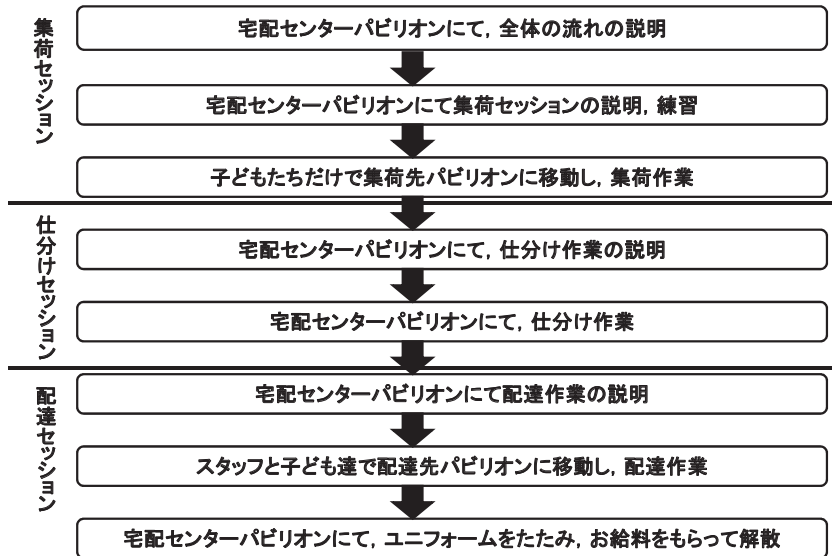 集荷セッション
宅配センターパビリオンにて, 全体の流れの説明
宅配センターパビリオンにて集荷セッションの説明, 練習
子どもたちだけで集荷先パビリオンに移動し, 集荷作業
仕分けセッション
宅配センターパビリオンにて, 仕分け作業の説明
宅配センターパビリオンにて, 仕分け作業
配達セッション
宅配センターパビリオンにて配達作業の説明
スタッフと子ども達で配達先パビリオンに移動し, 配達作業
宅配センターパビリオンにて, ユニフォームをたたみ, お給料をもらって解散